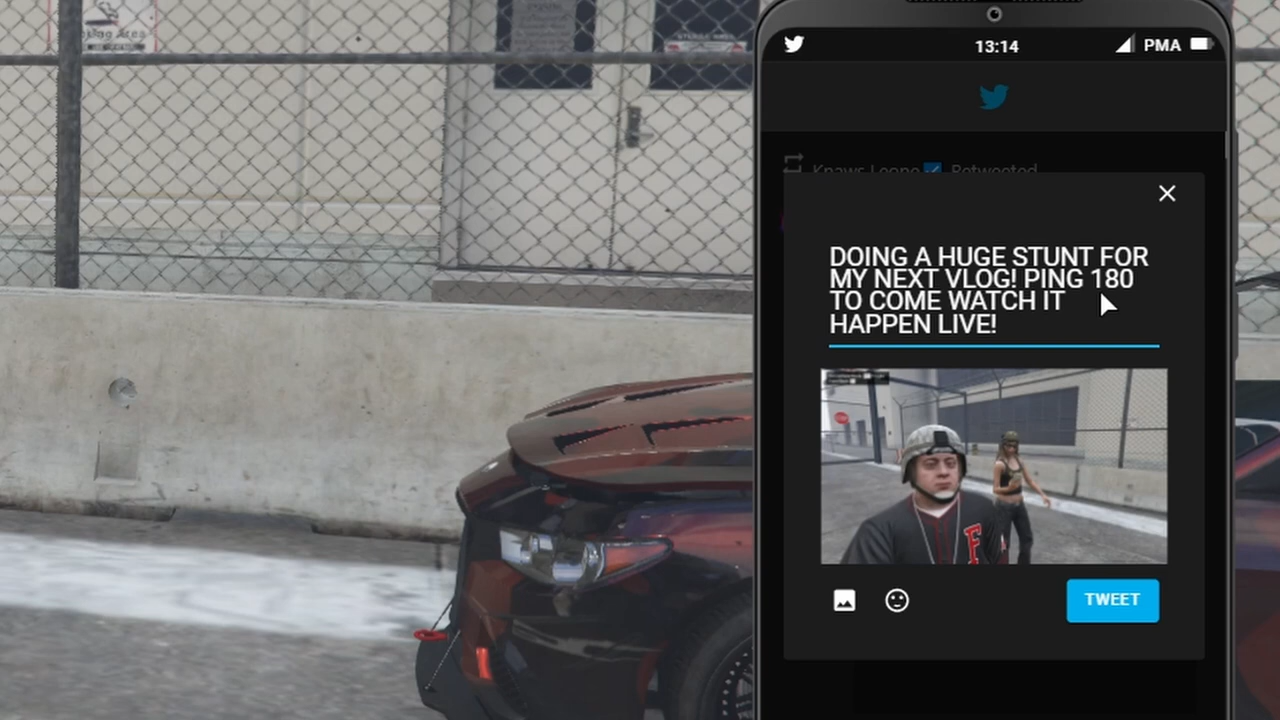 13:14
PMA
Retweeted
DOING A HUGE STUNT FOR
MY NEXT VLOG! PING 180
TO COME WATCH IT
HAPPEN LIVE!
F
TWEET